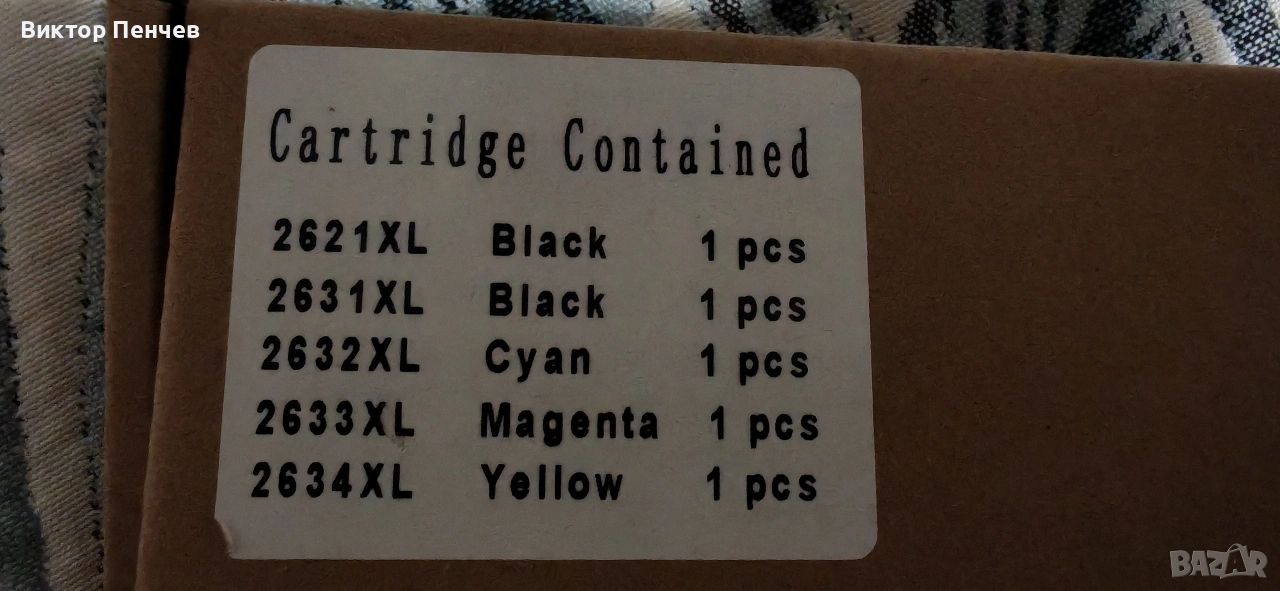 Виктор Пенчев
Cartridge Contained
2621XL Black 1 pcs
2631XL Black 1 pcs
2632XL Cyan 1 pcs
2633XL Magenta 1 pcs
2634XL Yellow 1 pcs
BAZAR